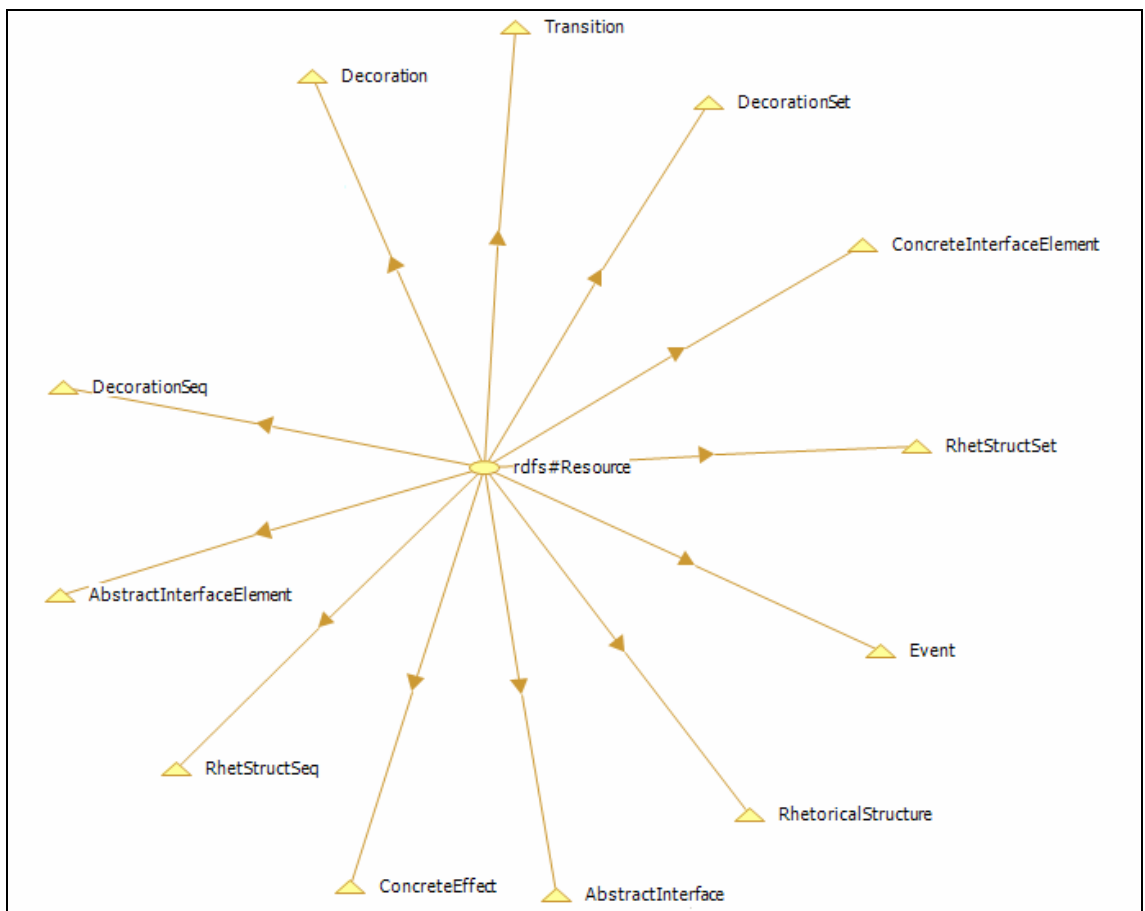 Transition
Decoration
DecorationSet
ConcreteInterfaceElement
DecorationSeq
RhetStructSet
rdfs#Resource
AbstractInterfaceElement
Event
RhetStructSeq
RhetoricalStructure
ConcreteEffect
AbstractInterface